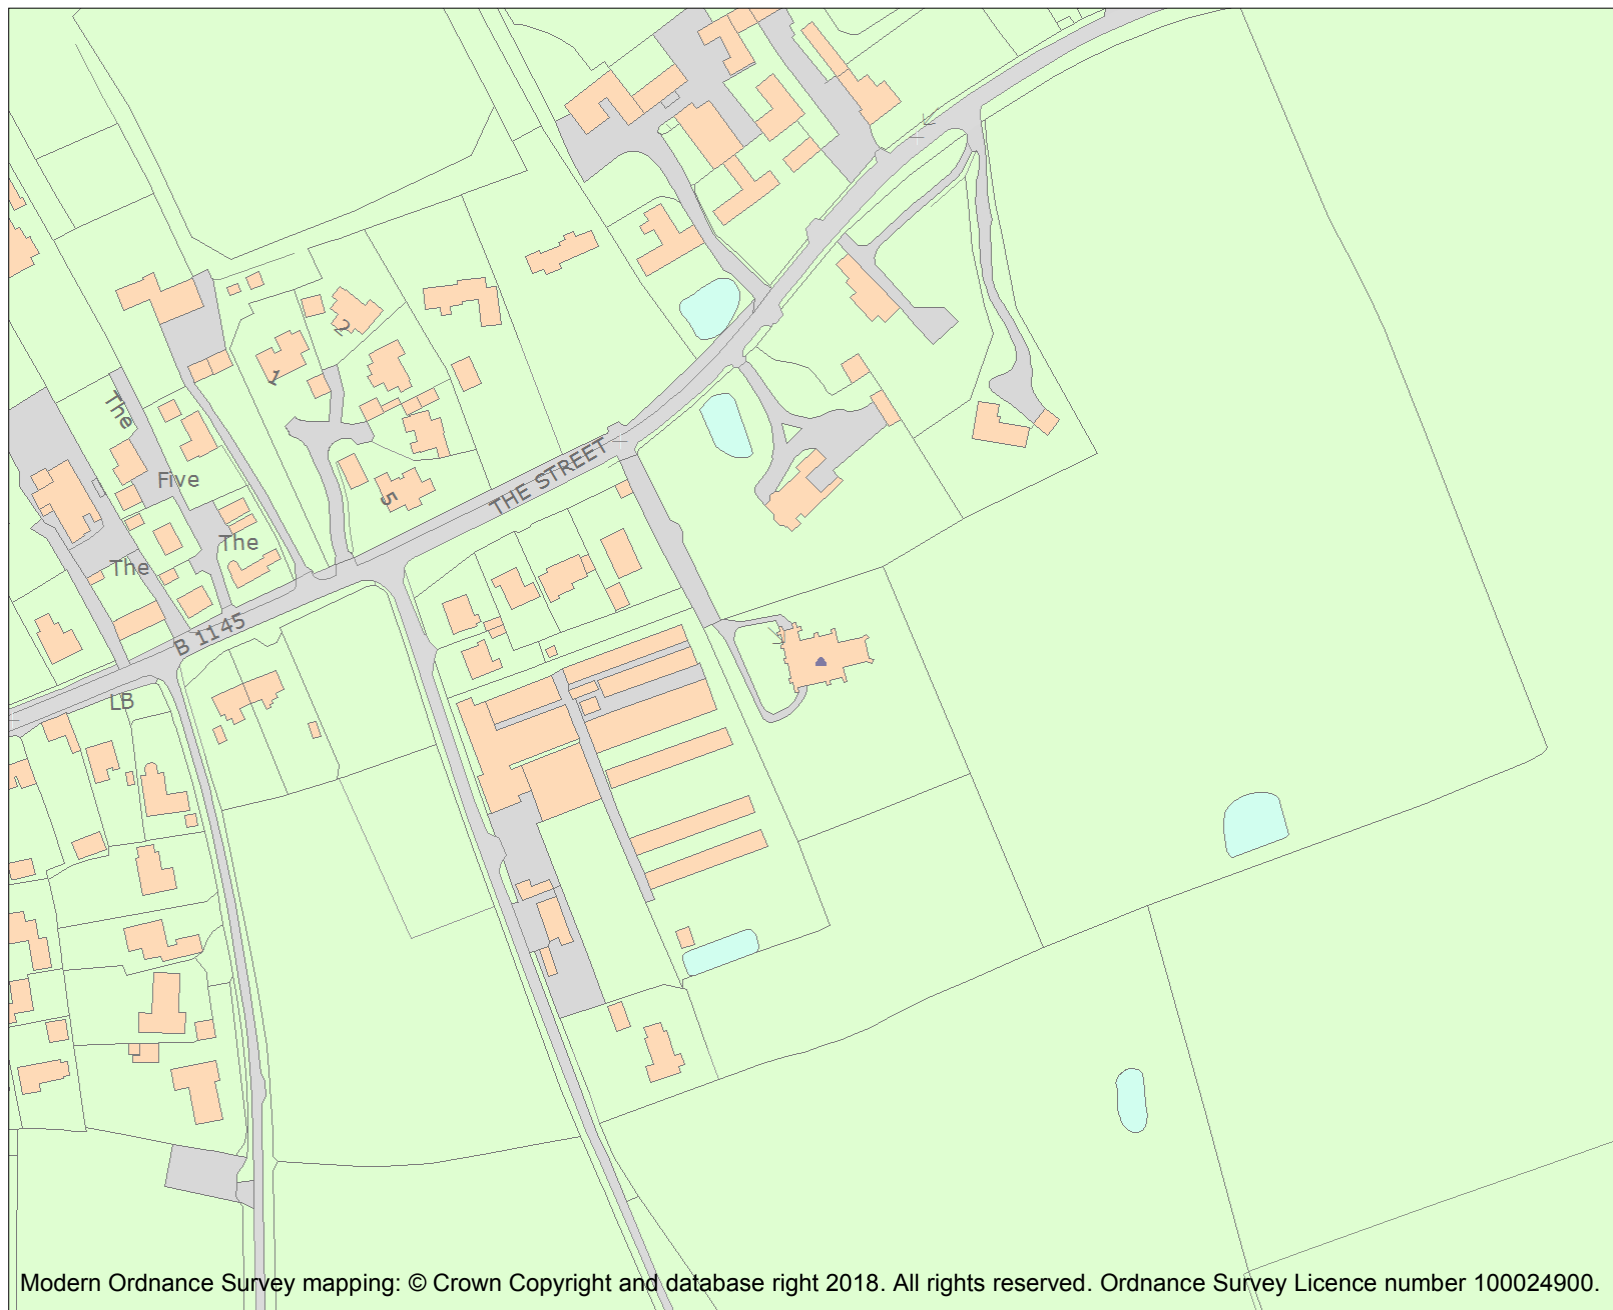 2
1
The
Five
5
THE STREET
The
The
B 1145
LB
Modern Ordnance Survey mapping: © Crown Copyright and database right 2018. All rights reserved. Ordnance Survey Licence number 100024900.